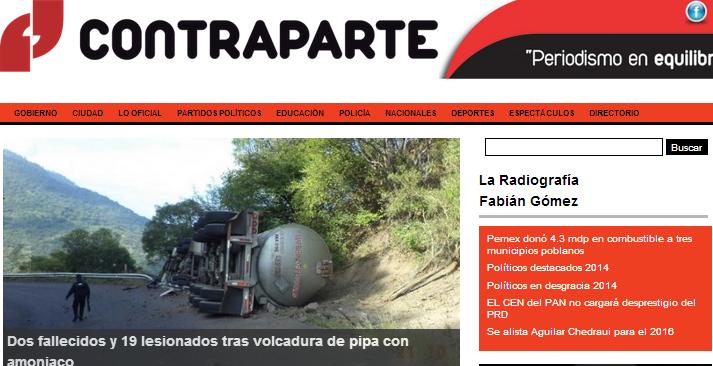 CONTRAPARTE
"Periodismo en equilibr
GOBIERNO CIUDAD LO OFICIAL PARTIDOS POLÍTICOS EDUCACIÓN POLICÍA NACIONALES DEPORTES ESPECTÁCULOS DIRECTORIO
Dos fallecidos y 19 lesionados tras volcadura de pipa con
amoniaco
Buscar
La Radiografía
Fabián Gómez
Pemex donó 4.3 mdp en combustible a tres
municipios poblanos
Políticos destacados 2014
Políticos en desgracia 2014
EL CEN del PAN no cargará desprestigio del
PRD
Se alista Aguilar Chedraui para el 2016